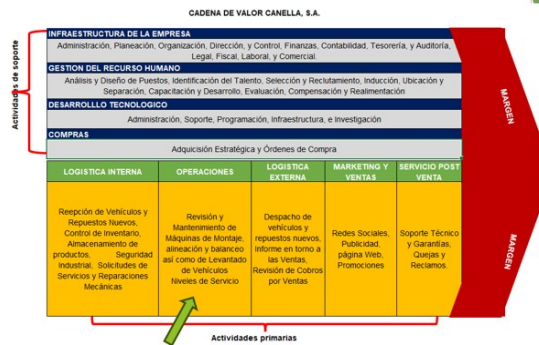 CADENA DE VALOR CANELLA, S.A.
INFRAESTRUCTURA DE LA EMPRESA
Administración, Planeación, Organización, Dirección, y Control, Finanzas, Contabilidad, Tesorería, y Auditoría,
Legal, Fiscal, Laboral, y Comercial.
GESTION DEL RECURSO HUMANO
Análisis y Diseño de Puestos, Identificación del Talento, Selección y Reclutamiento, Inducción, Ubicación y
Separación, Capacitación y Desarrollo, Evaluación, Compensación y Realimentación
DESARROLLLO TECNOLOGICO
Administración, Soporte, Programación, Infraestructura, e Investigación
COMPRAS
Adquisición Estratégica y Órdenes de Compra
Actividades de soporte
LOGISTICA INTERNA
Reepción de Vehículos y
Repuestos Nuevos,
Control de Inventario,
Almacenamiento de
productos, Seguridad
Industrial, Solicitudes de
Servicios y Reparaciones
Mecánicas
OPERACIONES
Revisión y
Mantenimiento de
Máquinas de Montaje,
alineación y balanceo
así como de Levantado
de Vehículos
Niveles de Servicio
LOGISTICA
EXTERNA
Despacho de
vehículos y
repuestos nuevos,
Informe en torno a
las Ventas,
Revisión de Cobros
por Ventas
MARKETING Y
VENTAS
Redes Sociales,
Publicidad,
página Web,
Promociones
SERVICIO POST
VENTA
Soporte Técnico
y Garantías,
Quejas y
Reclamos.
MARGEN
MARGEN
Actividades primarias